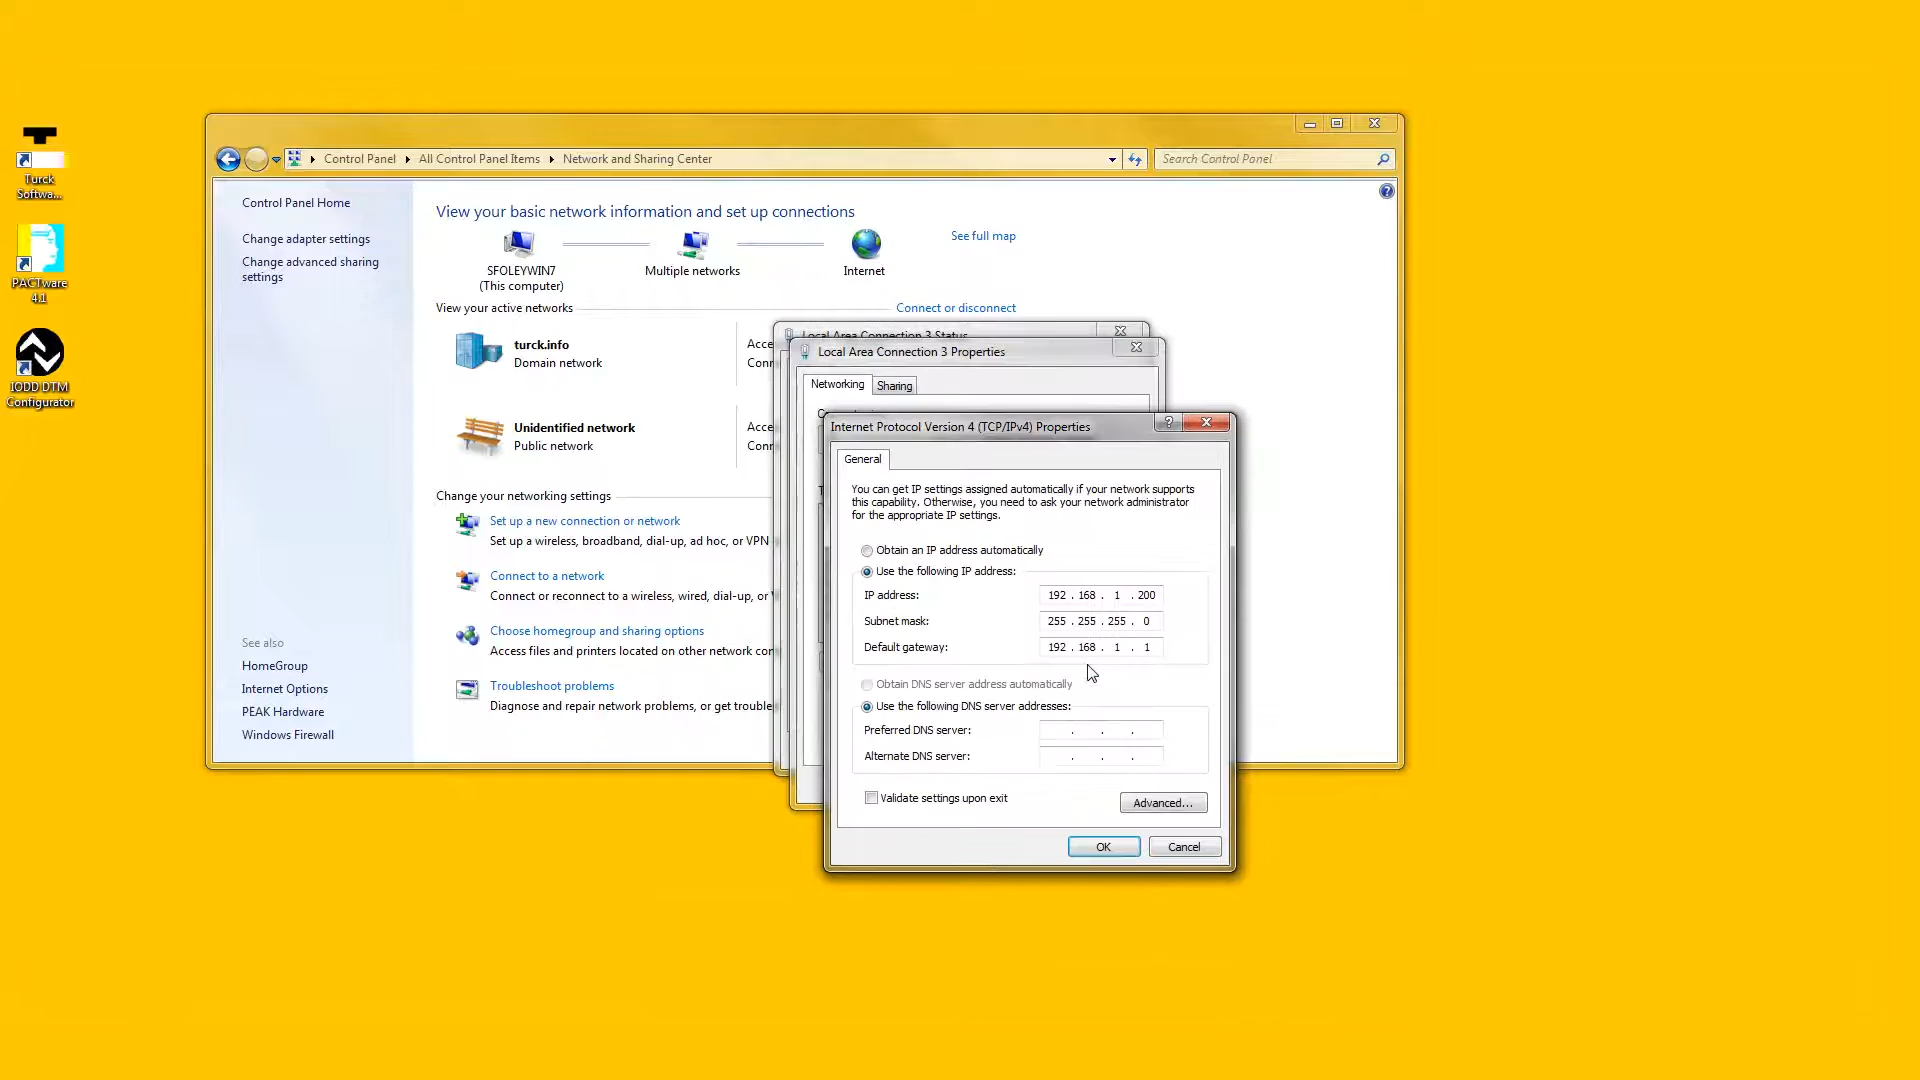 Turck
Softwa...
PACTware
4.1
IODD DTM
Configurator
Control Panel
All Control Panel Items
Network and Sharing Center
Search Control Panel
Control Panel Home
Change adapter settings
Change advanced sharing
settings
See also
HomeGroup
Internet Options
PEAK Hardware
Windows Firewall
View your basic network information and set up connections
See full map
SFOLEYWIN7
(This computer)
Multiple networks
Internet
View your active networks
Connect or disconnect
turck.info
Domain network
Acce
Conn
Unidentified network
Public network
Acce
Conn
Change your networking settings
Set up a new connection or network
Set up a wireless, broadband, dial-up, ad hoc, or VPN
Connect to a network
Connect or reconnect to a wireless, wired, dial-up, or
Choose homegroup and sharing options
Access files and printers located on other network con
Troubleshoot problems
Diagnose and repair network problems, or get trouble
Local Area Connection 3 Status
Local Area Connection 3 Properties
Networking
Sharing
Internet Protocol Version 4 (TCP/IPv4) Properties
General
You can get IP settings assigned automatically if your network supports
this capability. Otherwise, you need to ask your network administrator
for the appropriate IP settings.
Obtain an IP address automatically
Use the following IP address:
IP address: 192 . 168 . 1 . 200
Subnet mask: 255 . 255 . 255 . 0
Default gateway: 192 . 168 . 1 . 1
Obtain DNS server address automatically
Use the following DNS server addresses:
Preferred DNS server: . . .
Alternate DNS server: . . .
Validate settings upon exit
Advanced...
OK
Cancel